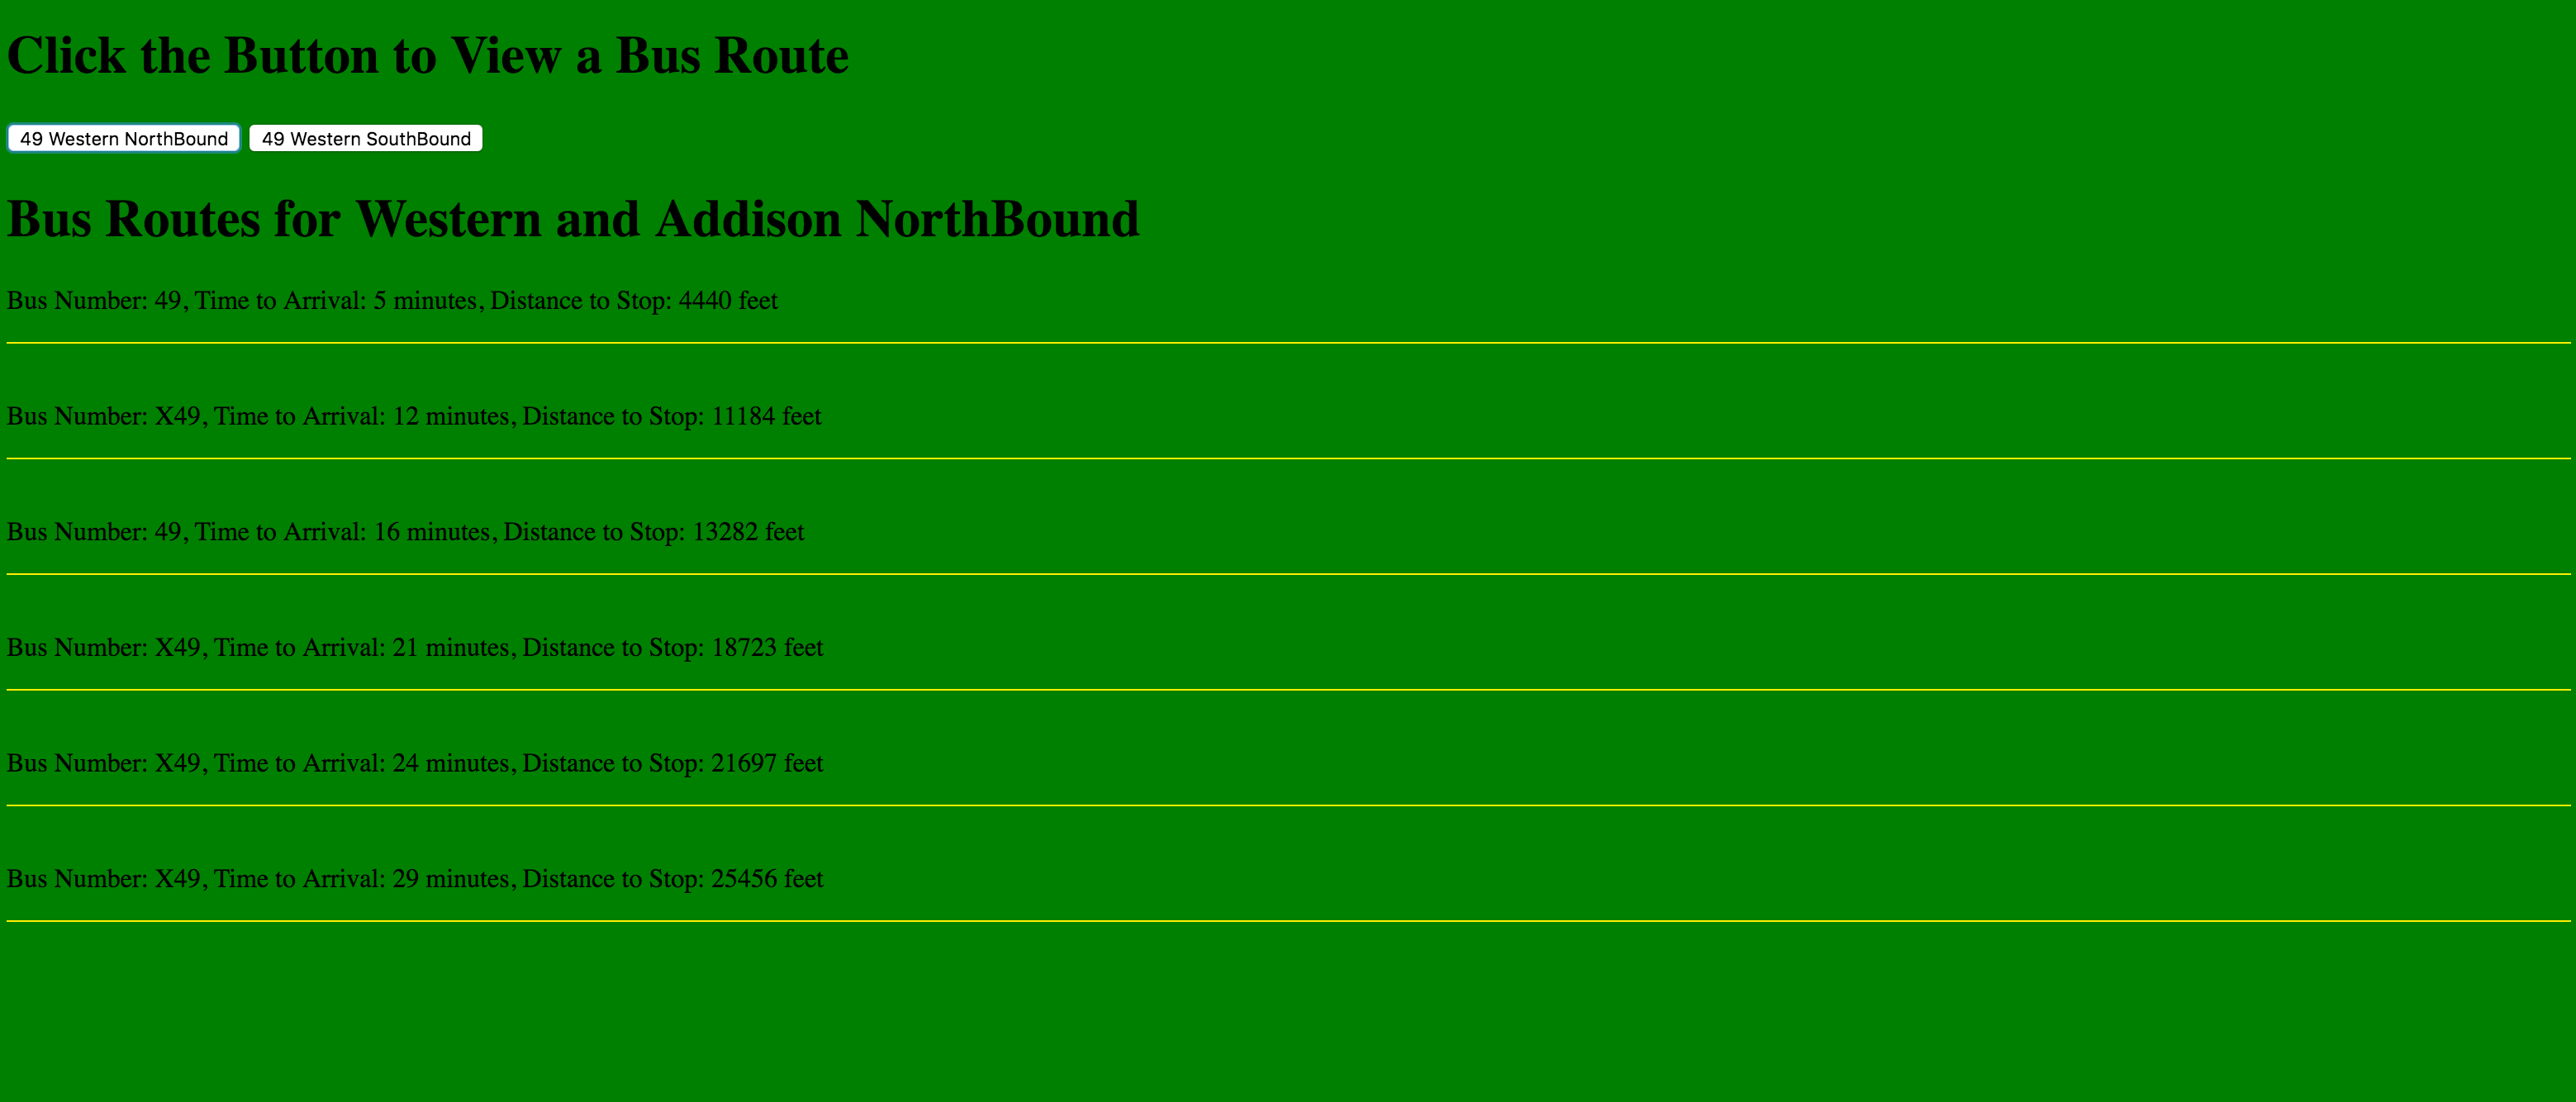 Click the Button to View a Bus Route
49 Western NorthBound 49 Western SouthBound
Bus Routes for Western and Addison NorthBound
Bus Number: 49, Time to Arrival: 5 minutes, Distance to Stop: 4440 feet
Bus Number: X49, Time to Arrival: 12 minutes, Distance to Stop: 11184 feet
Bus Number: 49, Time to Arrival: 16 minutes, Distance to Stop: 13282 feet
Bus Number: X49, Time to Arrival: 21 minutes, Distance to Stop: 18723 feet
Bus Number: X49, Time to Arrival: 24 minutes, Distance to Stop: 21697 feet
Bus Number: X49, Time to Arrival: 29 minutes, Distance to Stop: 25456 feet